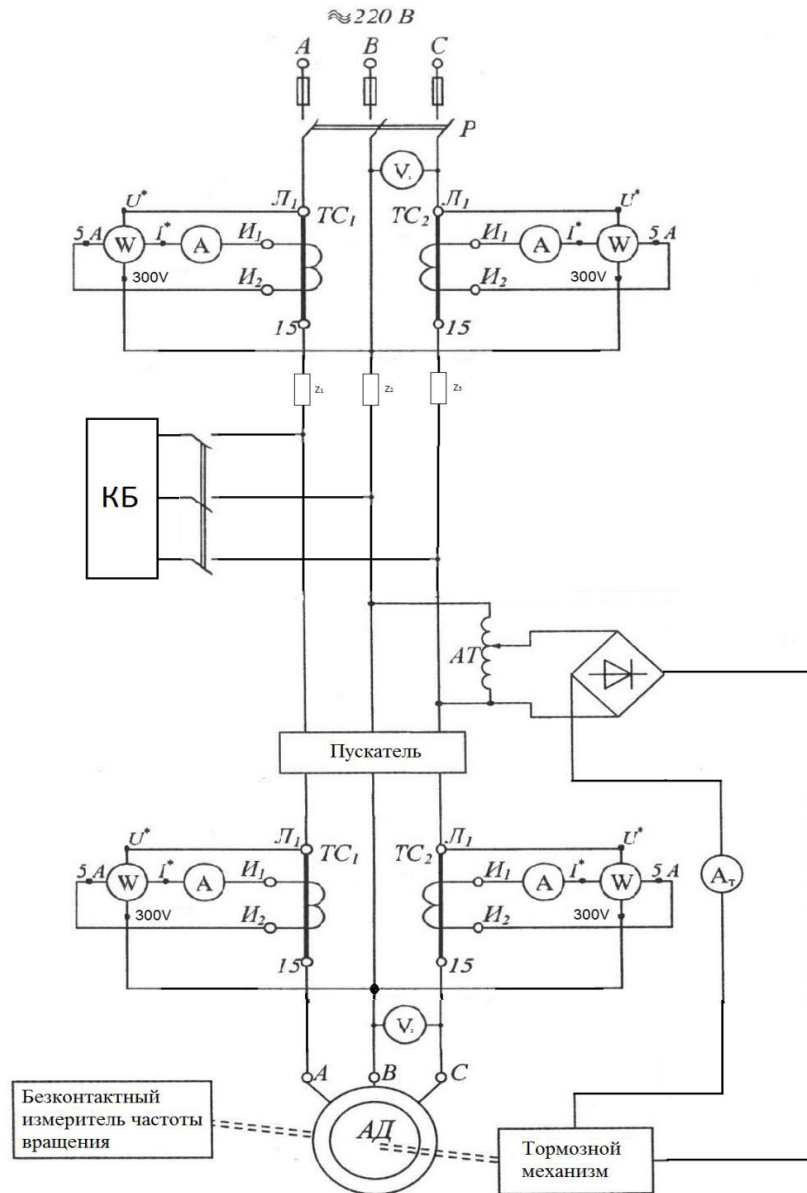 ≋220 В
A B C
P
V₁
U* Л₁ TC₁ TC₂ Л₁ U*
5 A W I* A И₁ И₁ A I* W 5 A
300V И₂ И₂ 300V
15 15
Z₁ Z₂ Z₃
КБ
AT
Пускатель
U* Л₁ TC₁ TC₂ Л₁ U*
5 A W I* A И₁ И₁ A I* W 5 A
Aт
300V И₂ И₂ 300V
15 15
V
A B C
Безконтактный
измеритель частоты
вращения
АД
Тормозной
механизм